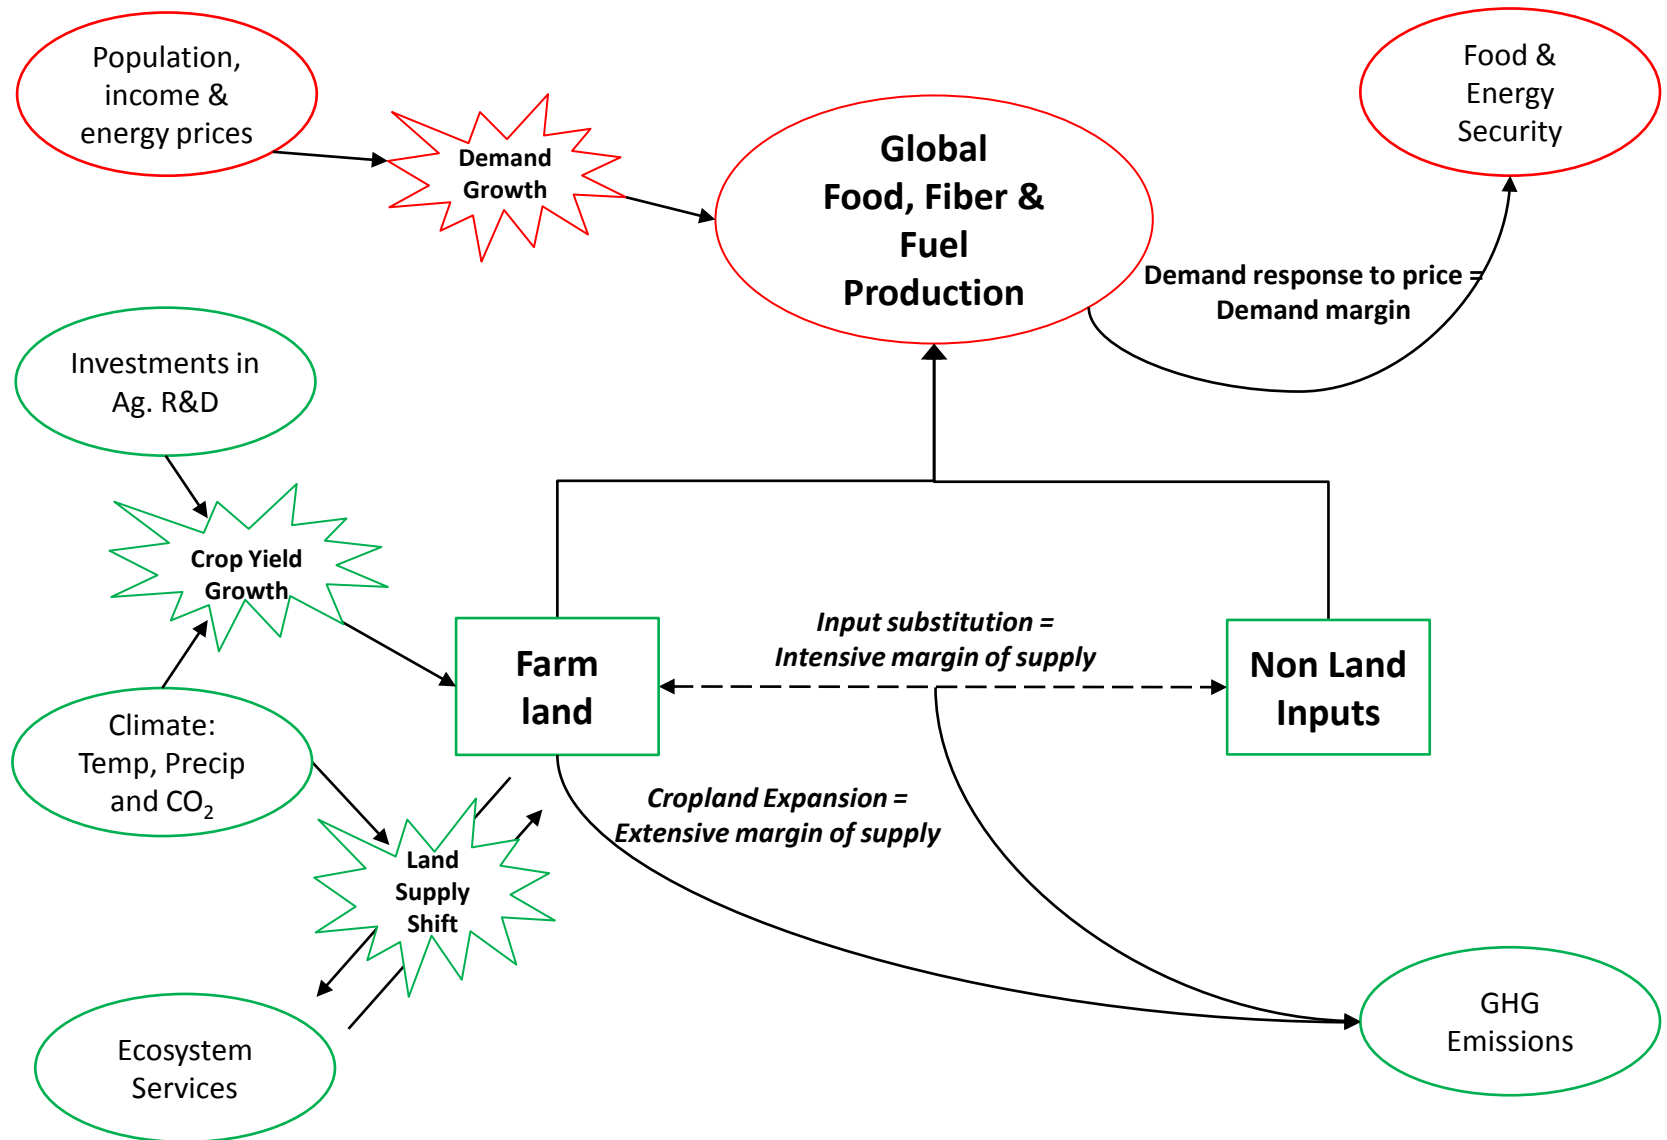 Population,
income &
energy prices
Demand
Growth
Global
Food, Fiber &
Fuel
Production
Food &
Energy
Security
Demand response to price =
Demand margin
Investments in
Ag. R&D
Crop Yield
Growth
Climate:
Temp, Precip
and CO₂
Farm
land
Input substitution =
Intensive margin of supply
Non Land
Inputs
Cropland Expansion =
Extensive margin of supply
Land
Supply
Shift
Ecosystem
Services
GHG
Emissions